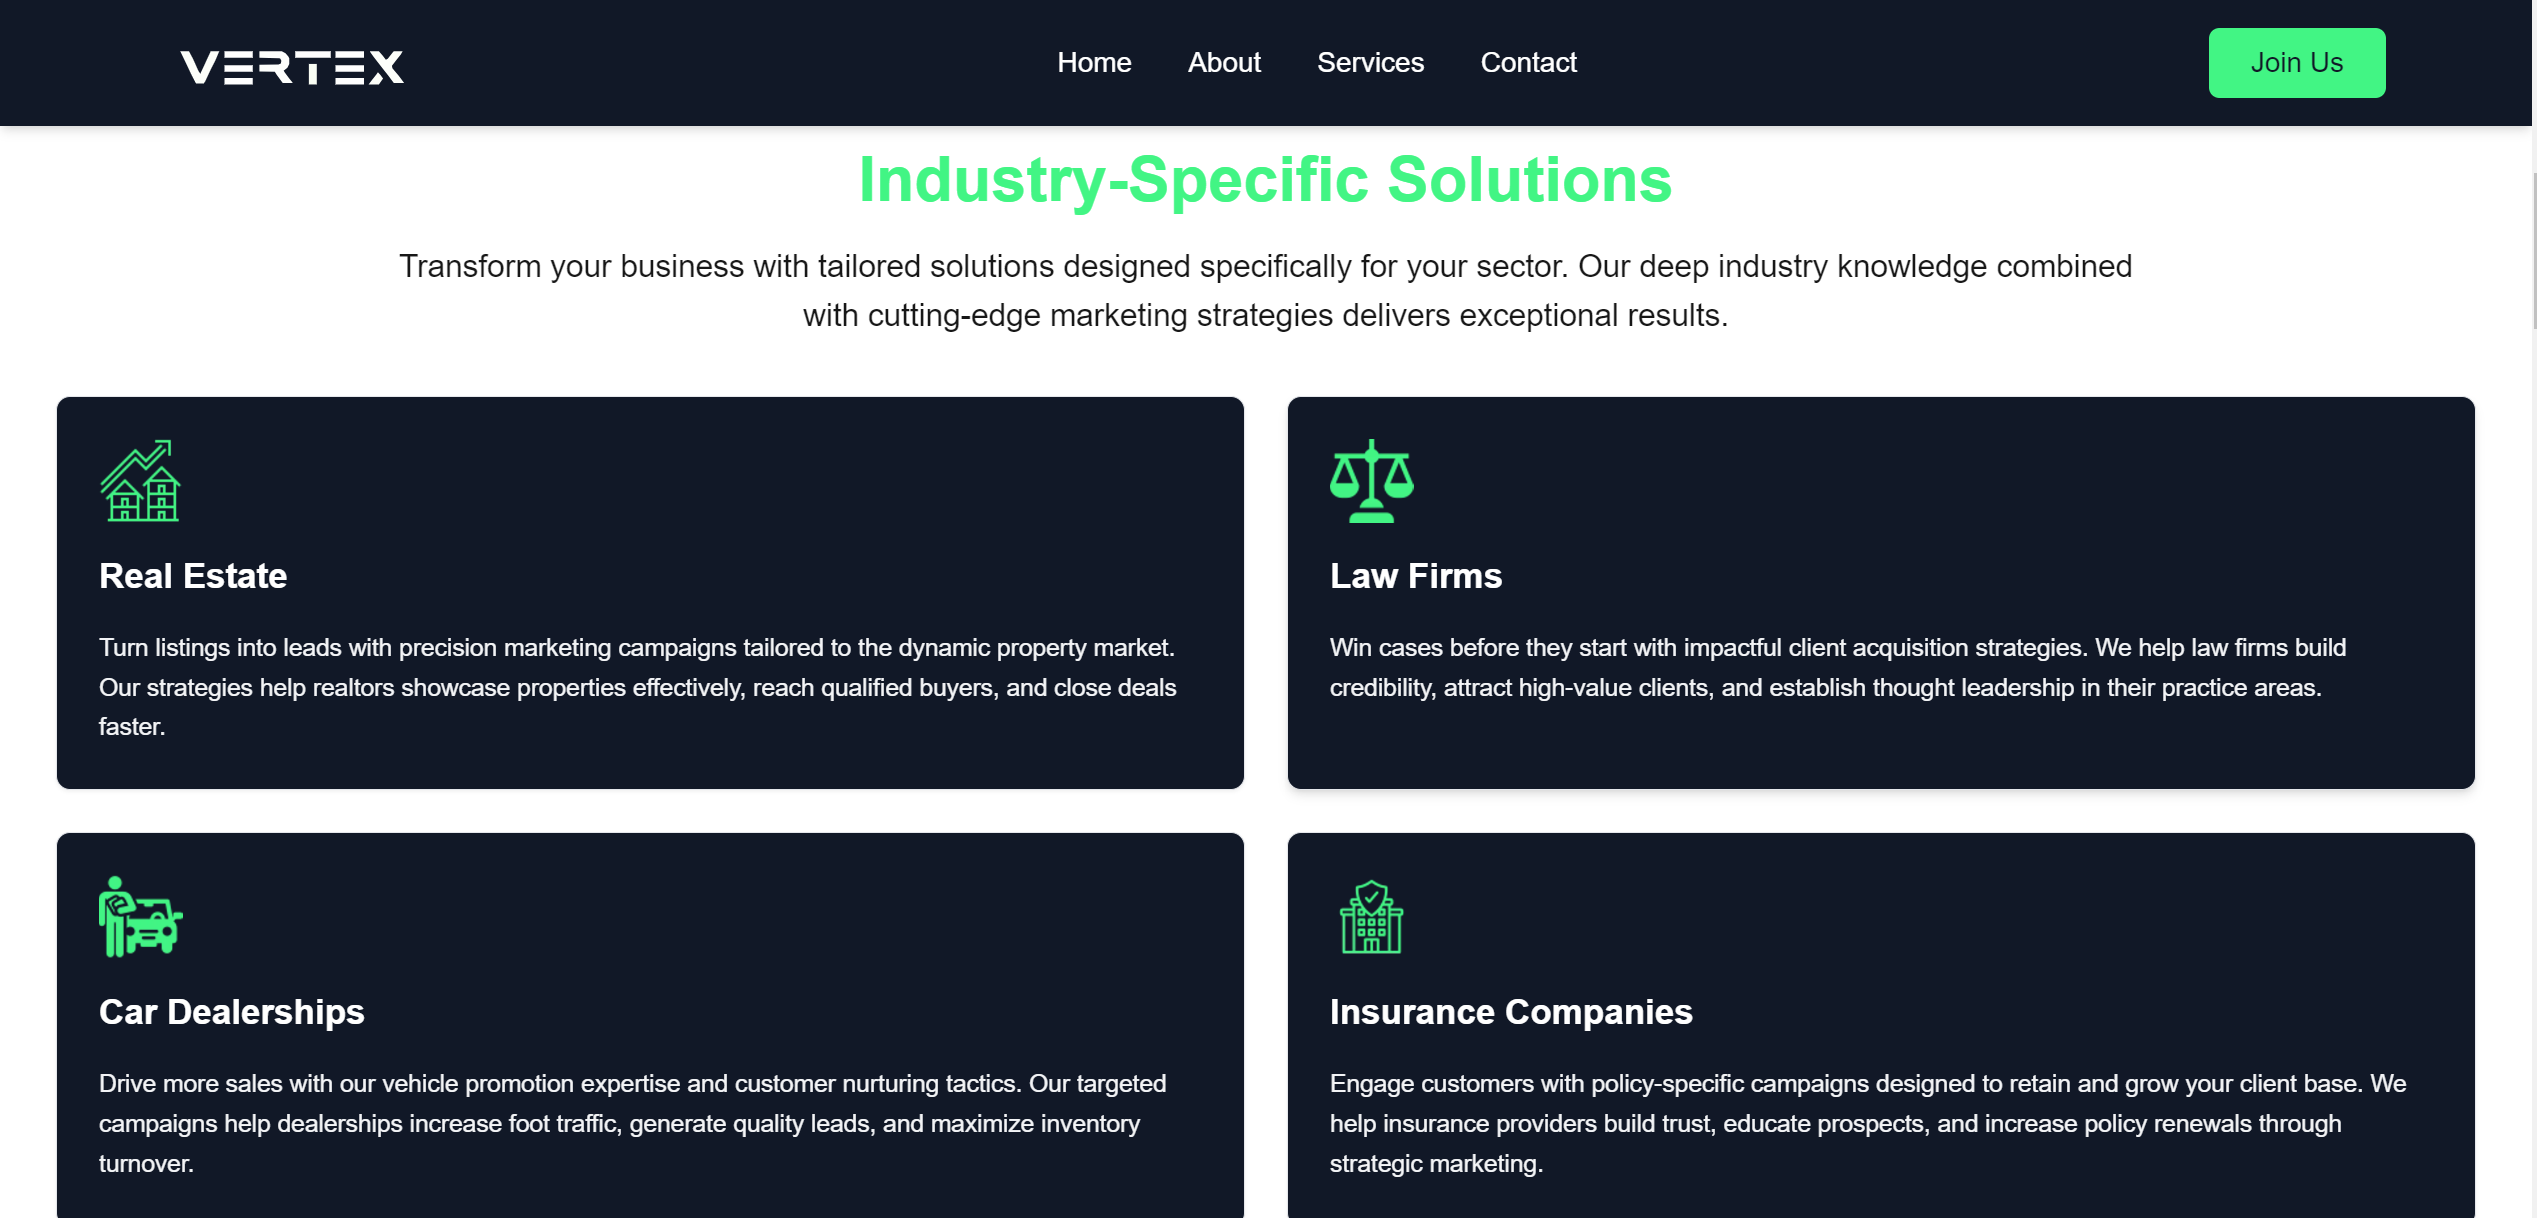 VERTEX
Home
About
Services
Contact
Join Us
Industry-Specific Solutions
Transform your business with tailored solutions designed specifically for your sector. Our deep industry knowledge combined
with cutting-edge marketing strategies delivers exceptional results.
Real Estate
Turn listings into leads with precision marketing campaigns tailored to the dynamic property market.
Our strategies help realtors showcase properties effectively, reach qualified buyers, and close deals
faster.
Law Firms
Win cases before they start with impactful client acquisition strategies. We help law firms build
credibility, attract high-value clients, and establish thought leadership in their practice areas.
Car Dealerships
Drive more sales with our vehicle promotion expertise and customer nurturing tactics. Our targeted
campaigns help dealerships increase foot traffic, generate quality leads, and maximize inventory
turnover.
Insurance Companies
Engage customers with policy-specific campaigns designed to retain and grow your client base. We
help insurance providers build trust, educate prospects, and increase policy renewals through
strategic marketing.